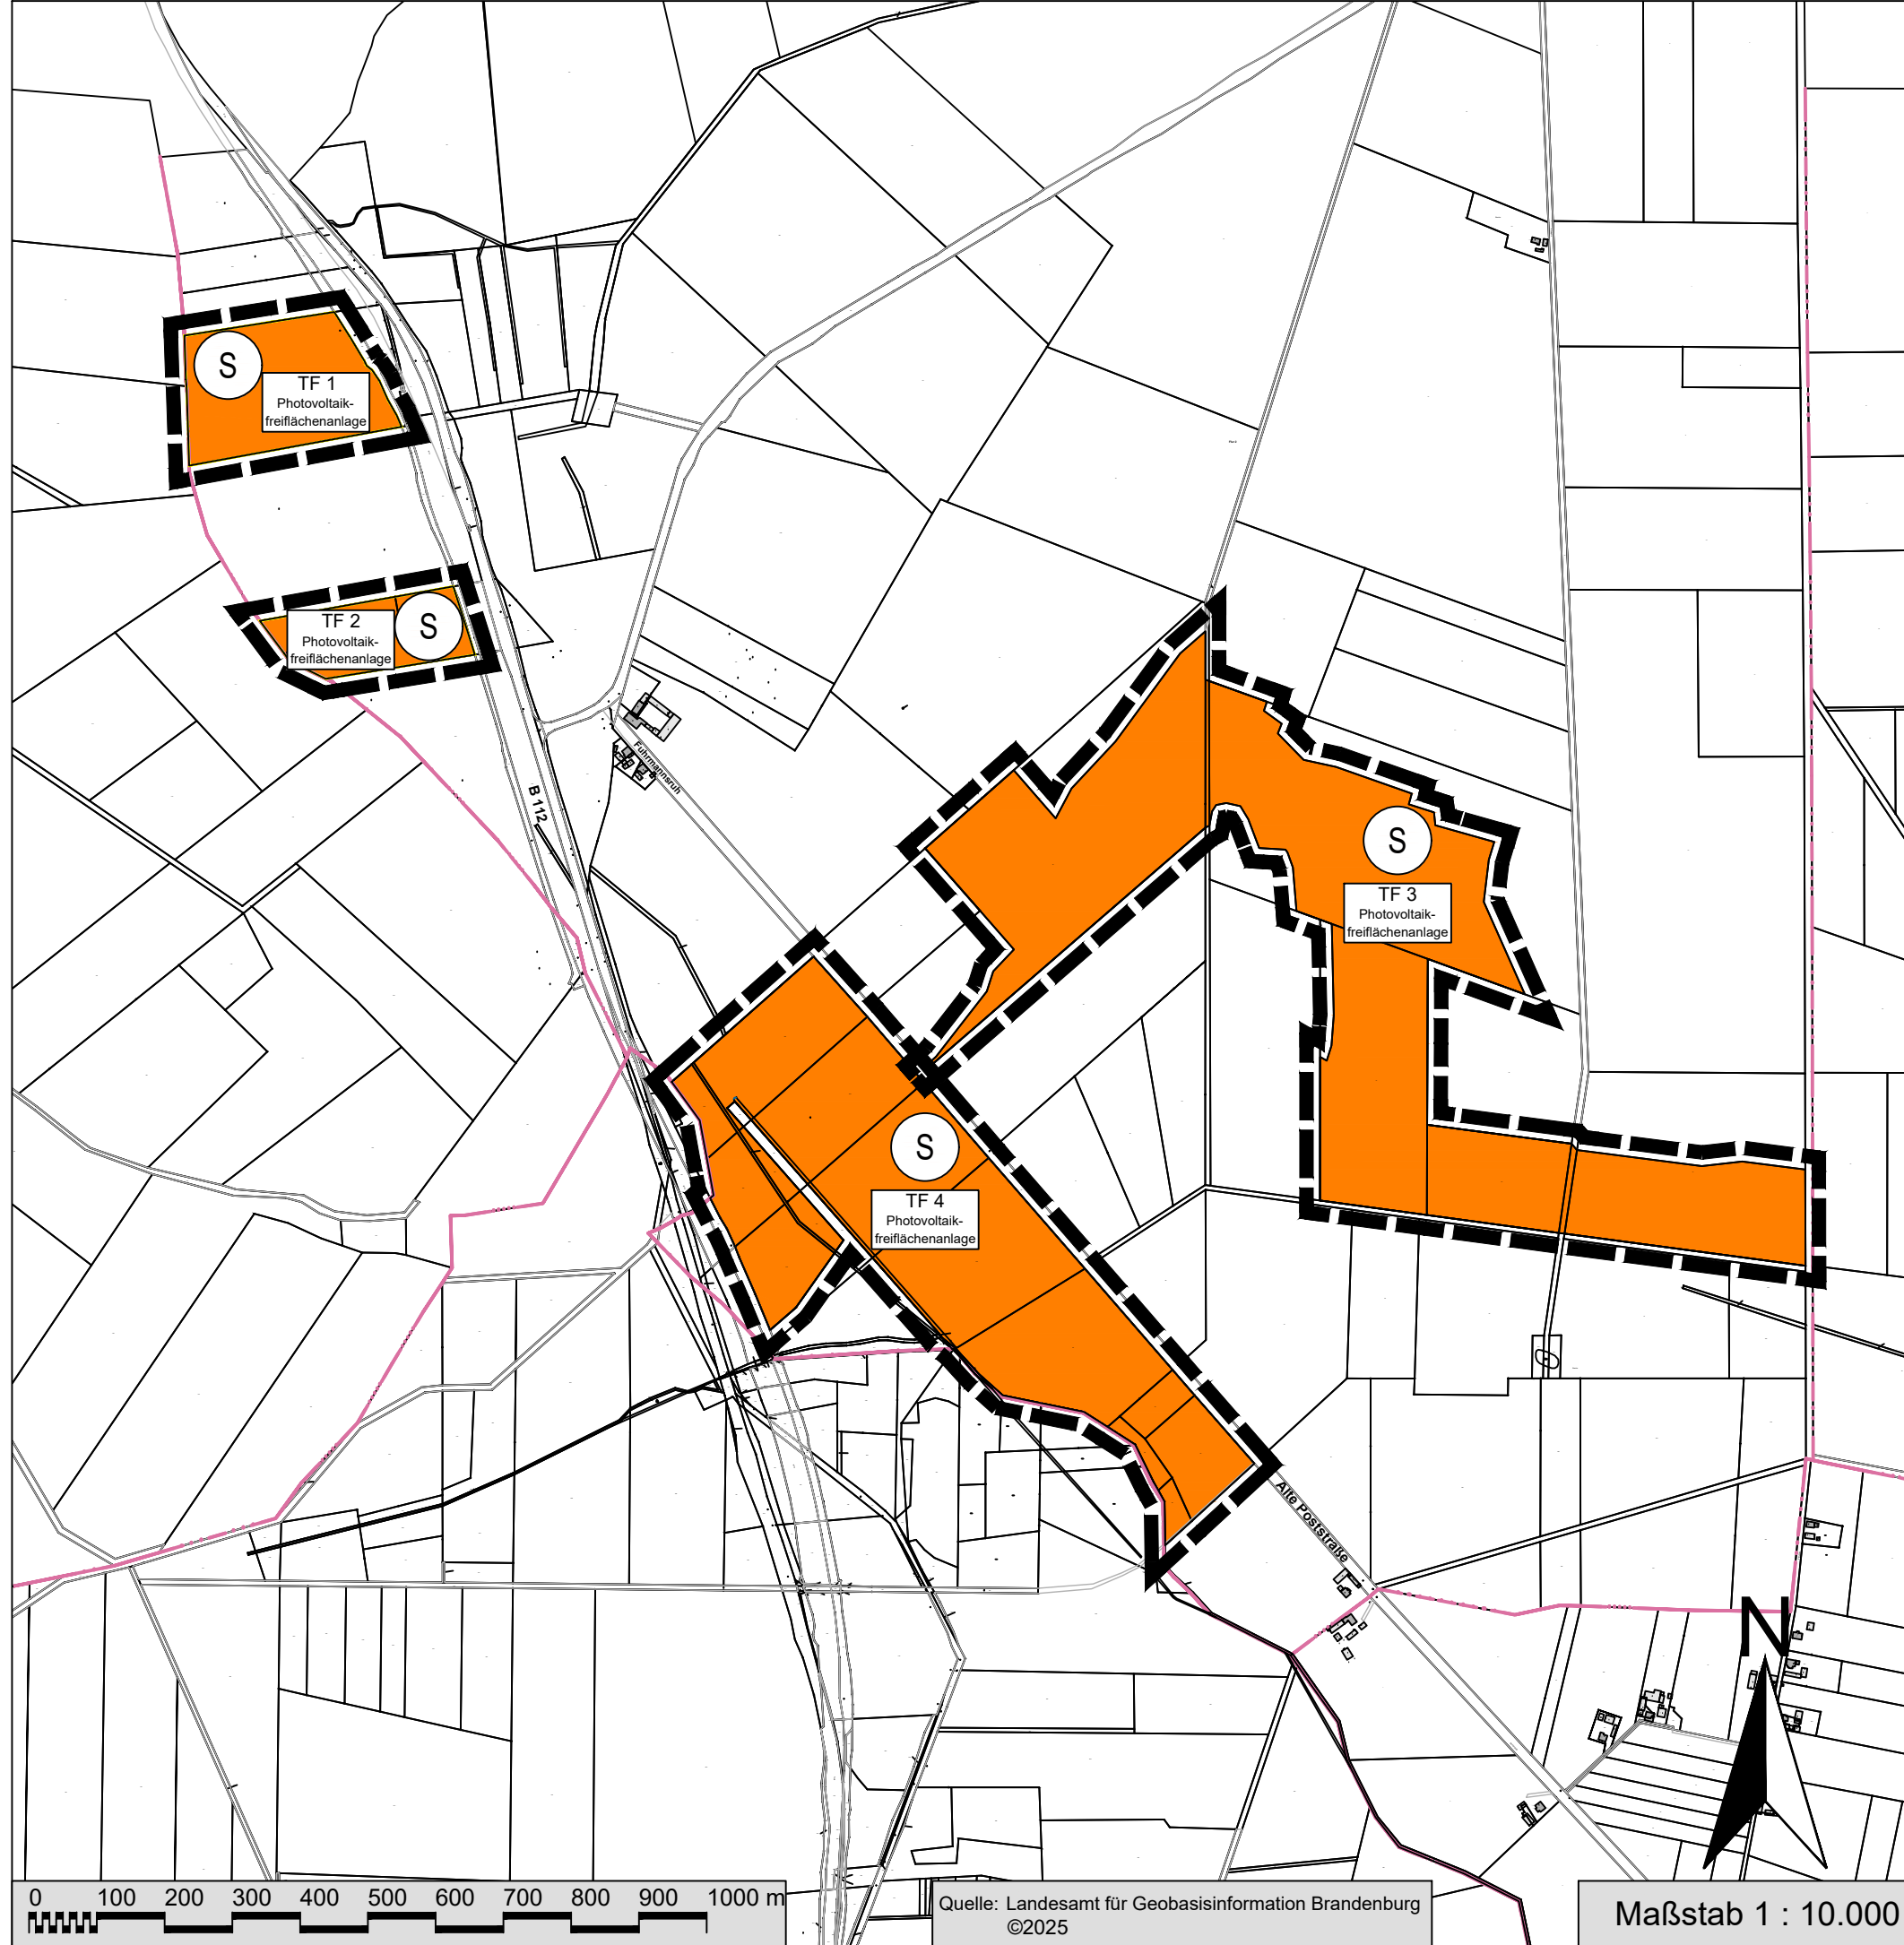 S
TF 1
Photovoltaik-
freiflächenanlage
TF 2
Photovoltaik-
freiflächenanlage
S
Fuhrmannsruh
B 112
S
TF 3
Photovoltaik-
freiflächenanlage
S
TF 4
Photovoltaik-
freiflächenanlage
Alte Poststraße
N
0 100 200 300 400 500 600 700 800 900 1000 m
Quelle: Landesamt für Geobasisinformation Brandenburg
©2025
Maßstab 1 : 10.000